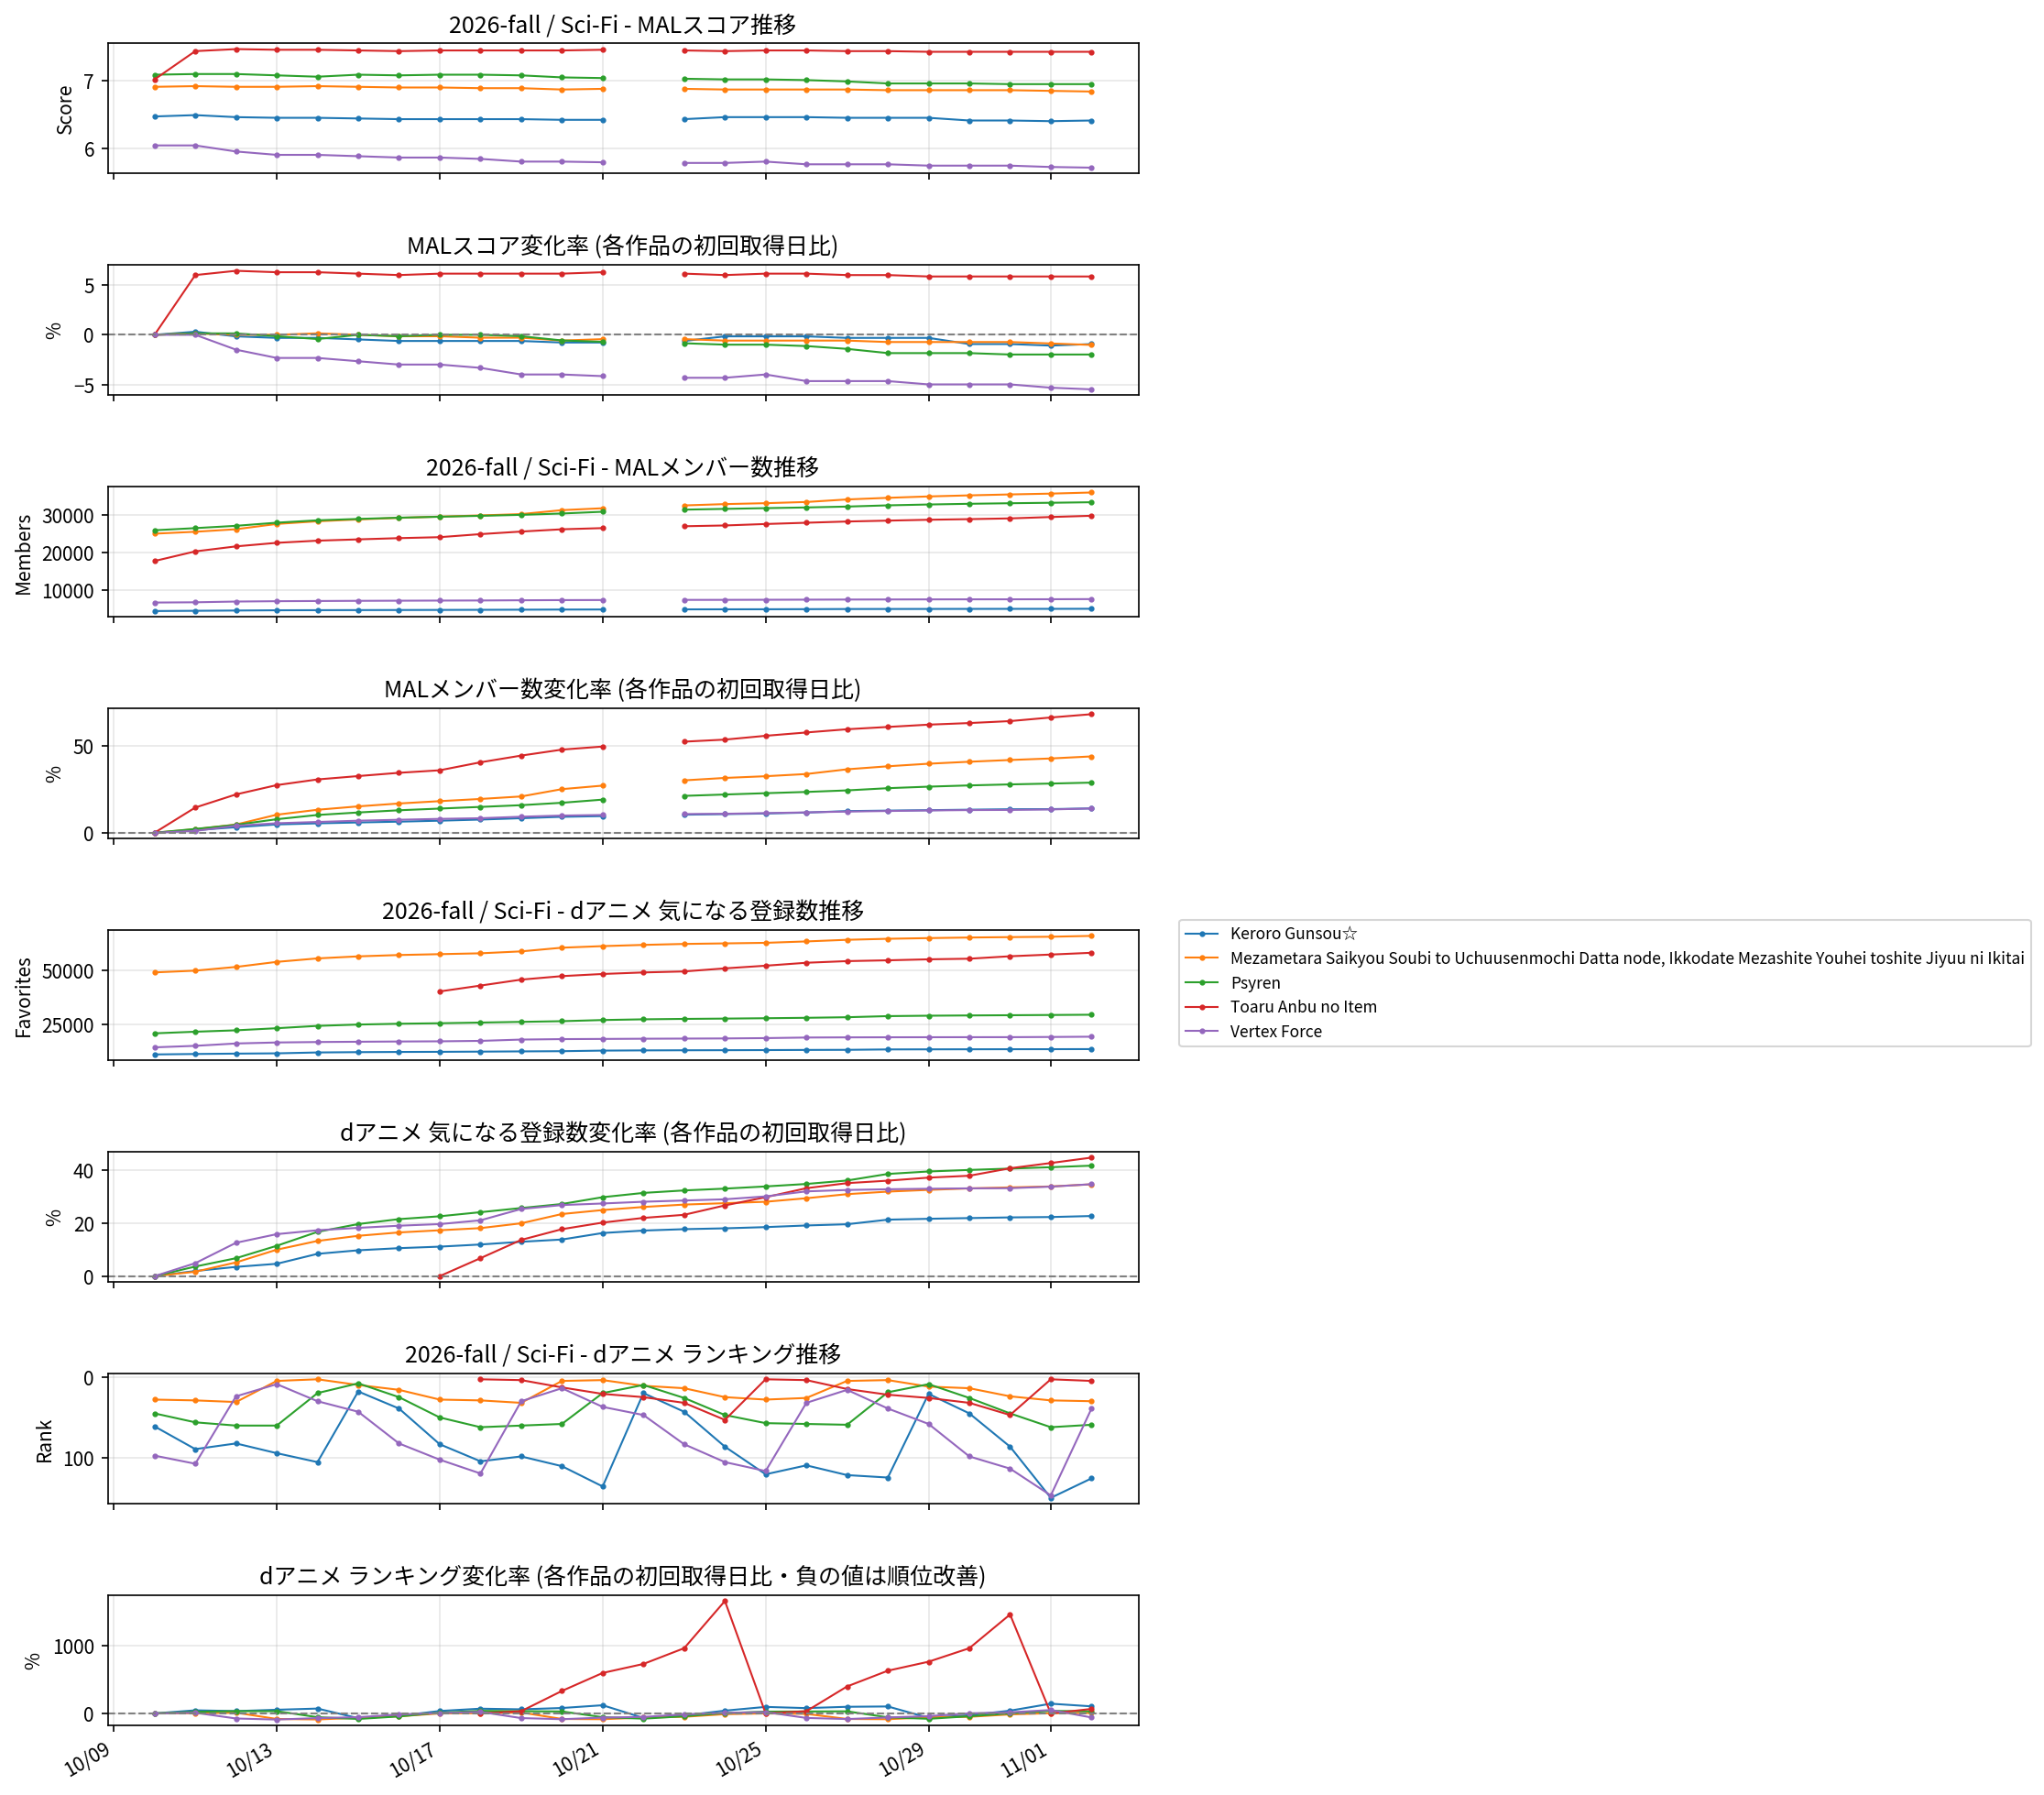 2026-fall / Sci-Fi - MALスコア推移
Score
7
6
MALスコア変化率 (各作品の初回取得日比)
%
5
0
−5
2026-fall / Sci-Fi - MALメンバー数推移
Members
30000
20000
10000
MALメンバー数変化率 (各作品の初回取得日比)
%
50
0
2026-fall / Sci-Fi - dアニメ 気になる登録数推移
Favorites
50000
25000
Keroro Gunsou☆
Mezametara Saikyou Soubi to Uchuusenmochi Datta node, Ikkodate Mezashite Youhei toshite Jiyuu ni Ikitai
Psyren
Toaru Anbu no Item
Vertex Force
dアニメ 気になる登録数変化率 (各作品の初回取得日比)
%
40
20
0
2026-fall / Sci-Fi - dアニメ ランキング推移
Rank
0
100
dアニメ ランキング変化率 (各作品の初回取得日比・負の値は順位改善)
%
1000
0
10/09
10/13
10/17
10/21
10/25
10/29
11/01